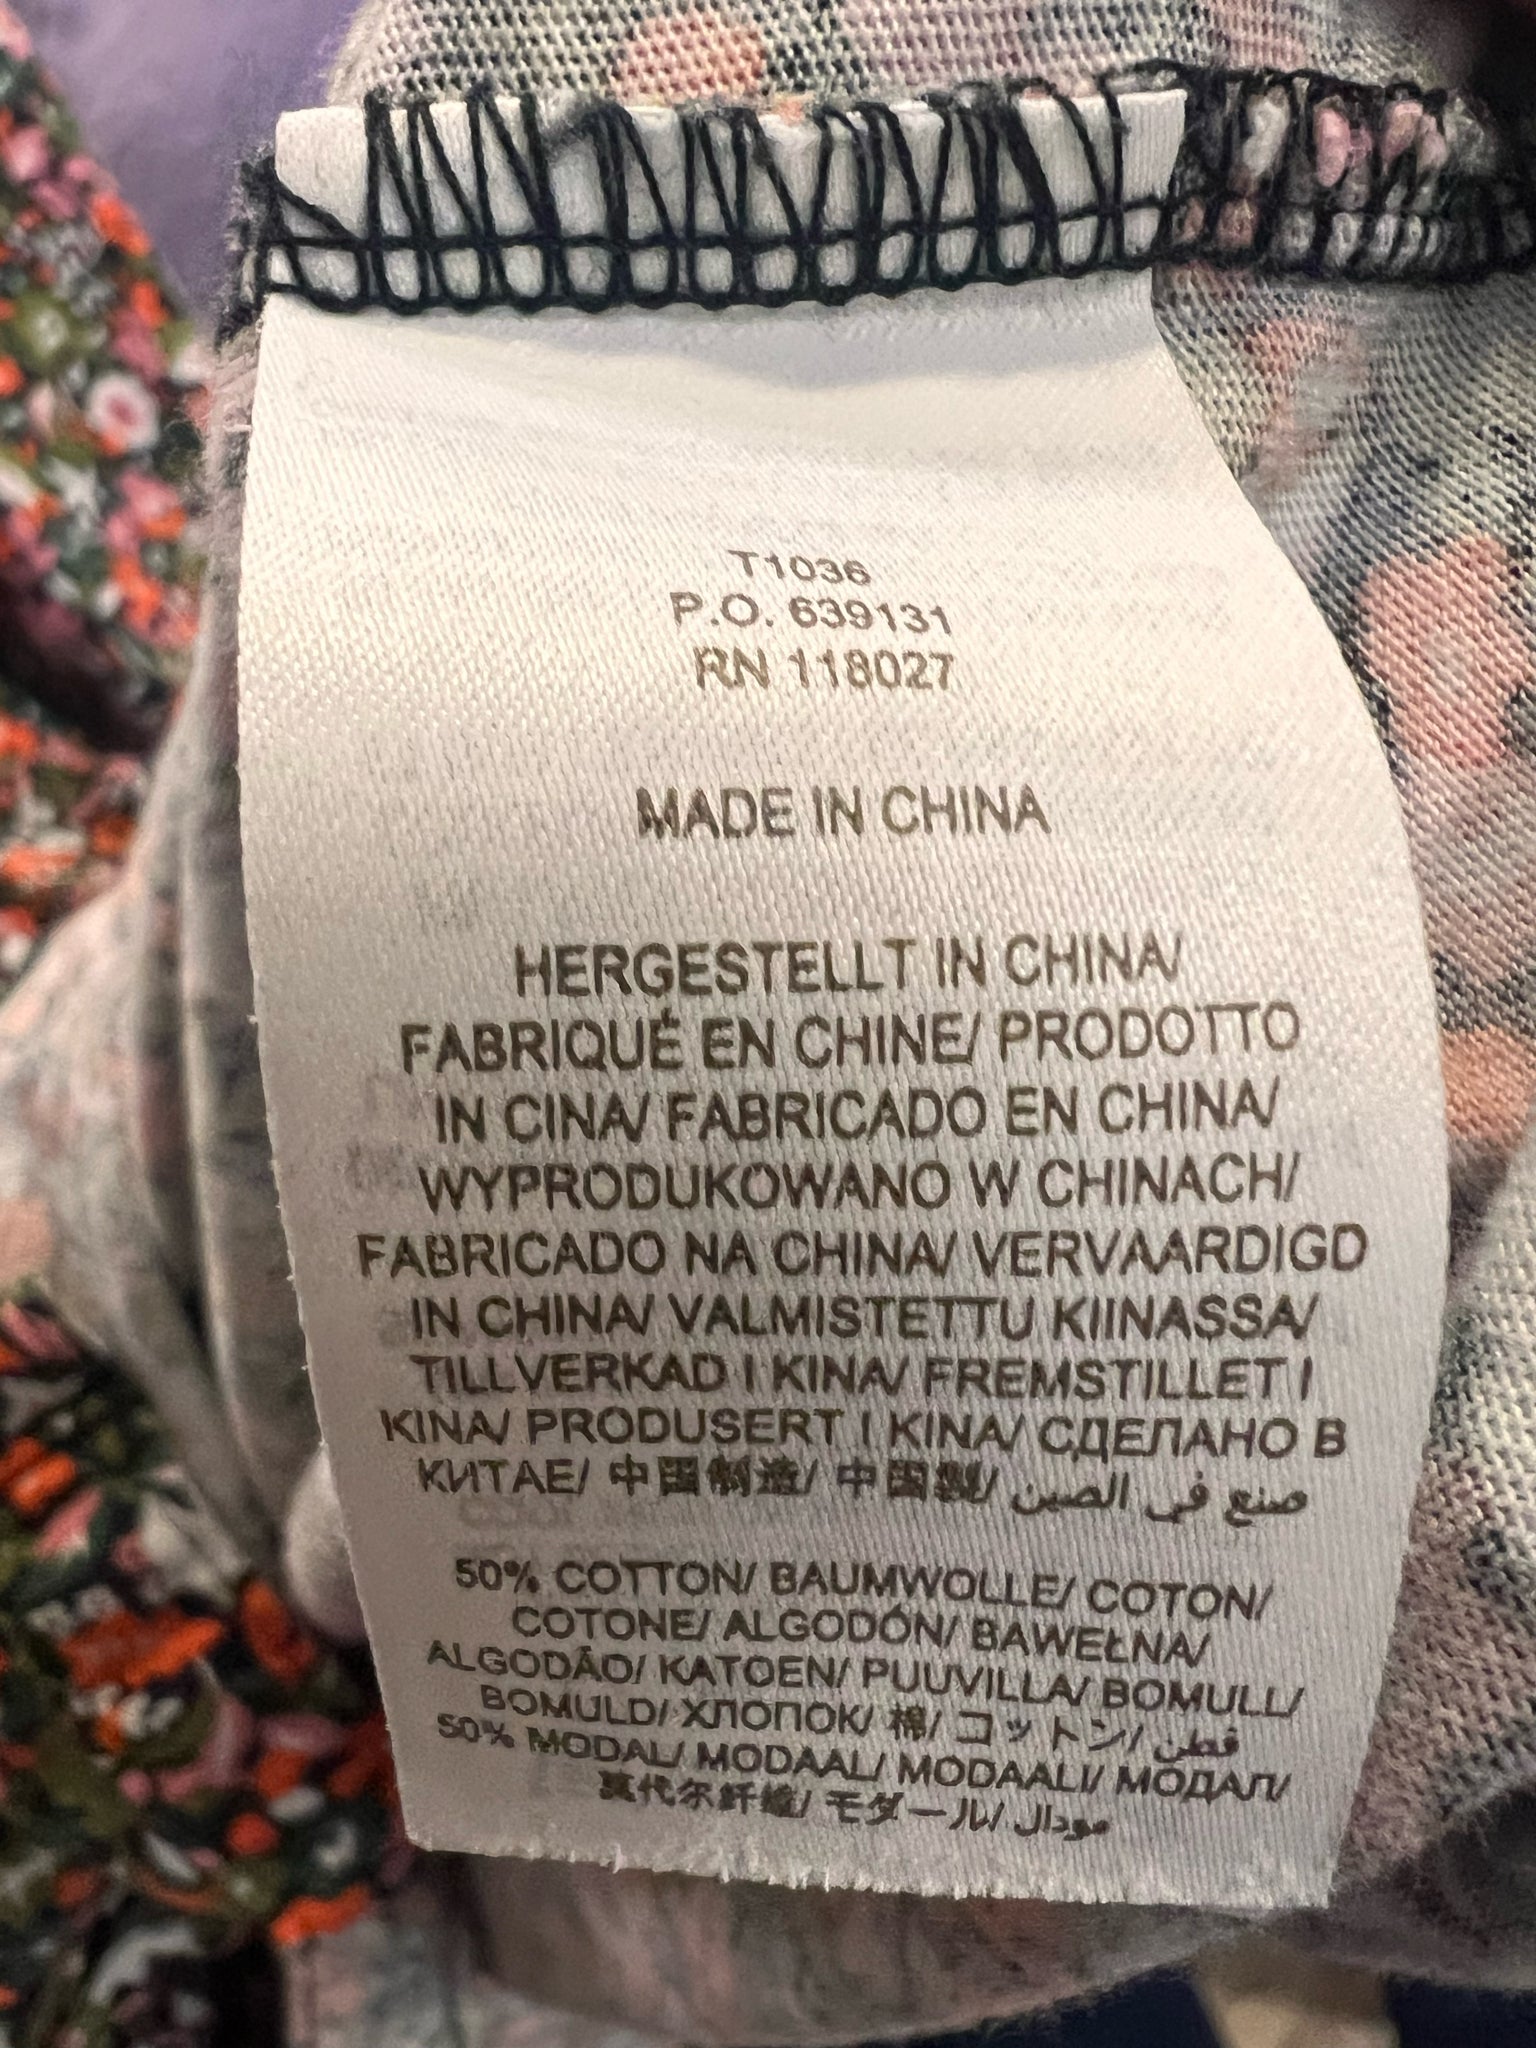 T1036
P.O. 639131
RN 118027
MADE IN CHINA
HERGESTELLT IN CHINA/
FABRIQUÉ EN CHINE/ PRODOTTO
IN CINA/ FABRICADO EN CHINA/
WYPRODUKOWANO W CHINACH/
FABRICADO NA CHINA/ VERVAARDIGD
IN CHINA/ VALMISTETTU KIINASSA/
TILLVERKAD I KINA/ FREMSTILLET I
KINA/ PRODUSERT I KINA/ СДЕЛАНО В
КИТАЕ/ 中国制造/ 中国製/ صنع في الصين
50% COTTON/ BAUMWOLLE/ COTON/
COTONE/ ALGODÓN/ BAWEŁNA/
ALGODÃO/ KATOEN/ PUUVILLA/ BOMULL/
BOMULD/ ХЛОПОК/ 棉/ コットン/ قطن
50% MODAL/ MODAAL/ MODAALI/ МОДАЛ/
莫代尔纤维/ モダール/ مودال